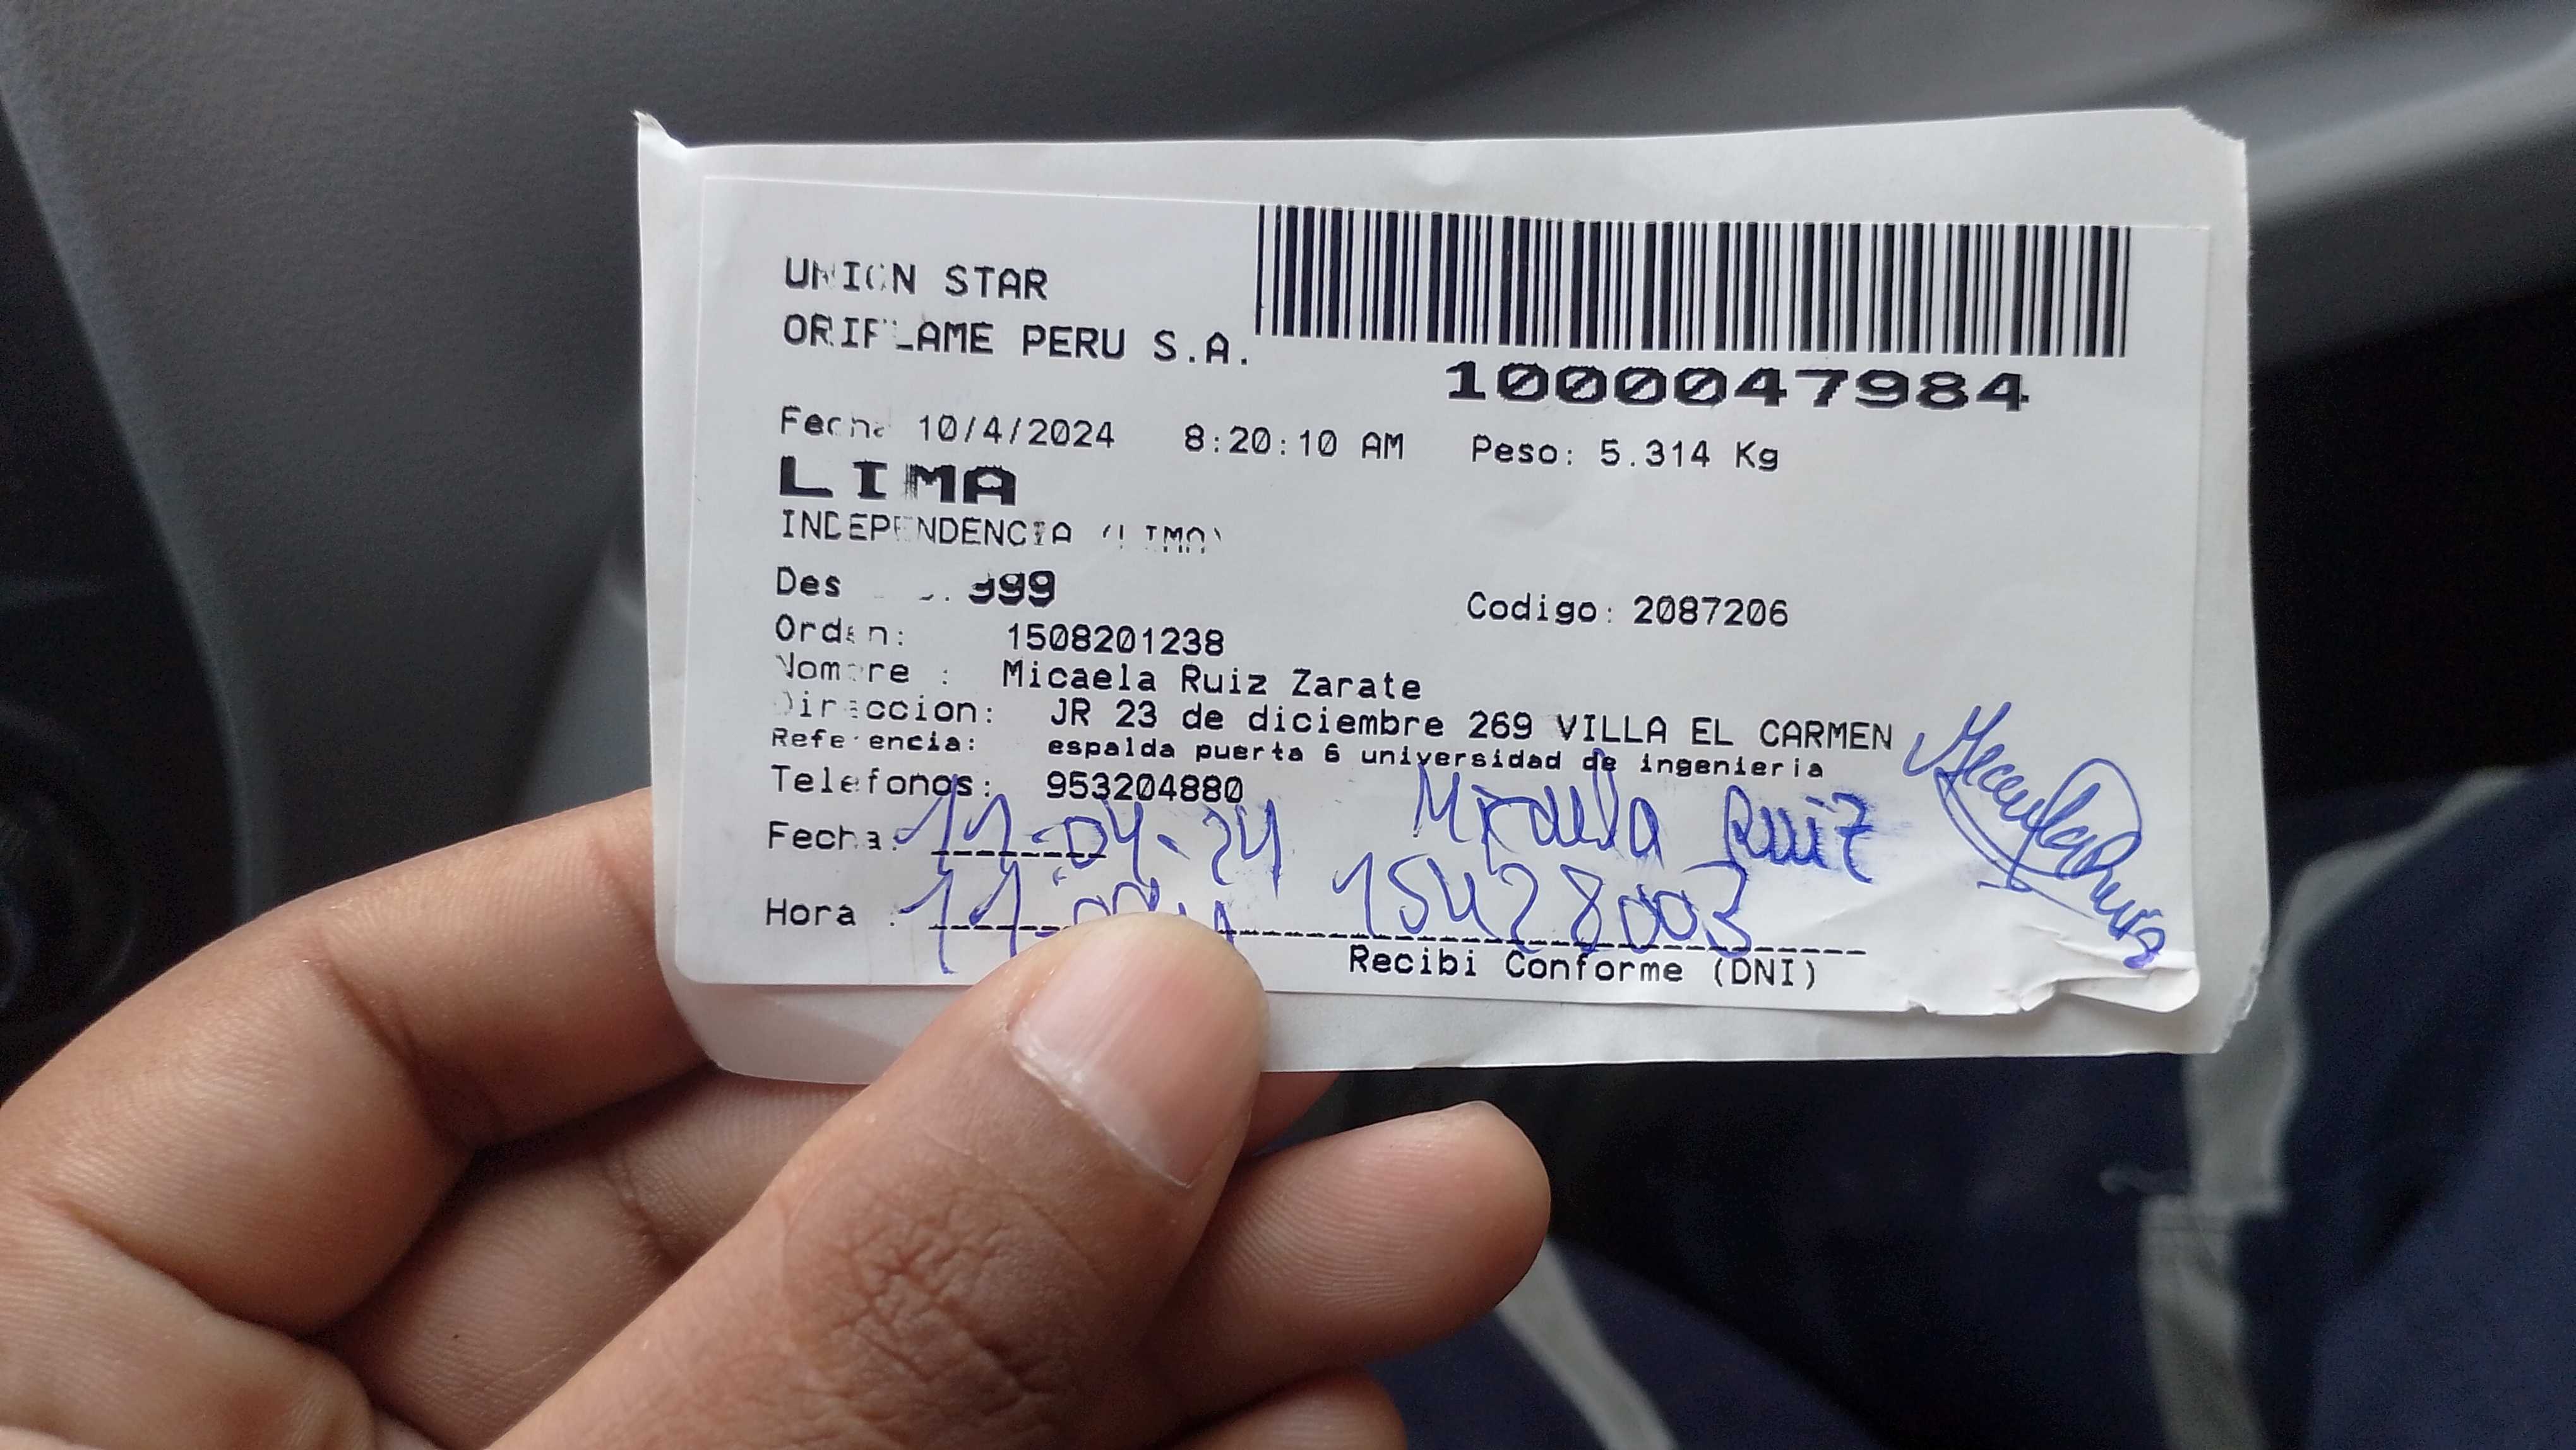 UNION STAR
ORIFLAME PERU S.A.
1000047984
Fecha 10/4/2024 8:20:10 AM Peso: 5.314 Kg
LIMA
INDEPENDENCIA (LIMA)
Des 999 Codigo: 2087206
Orden: 1508201238
Nombre : Micaela Ruiz Zarate
Direccion: JR 23 de diciembre 269 VILLA EL CARMEN
Referencia: espalda puerta 6 universidad de ingenieria
Telefonos: 953204880
Fecha: 11-04-24 Micaela Ruiz
Hora : 11 15428003
Recibi Conforme (DNI)